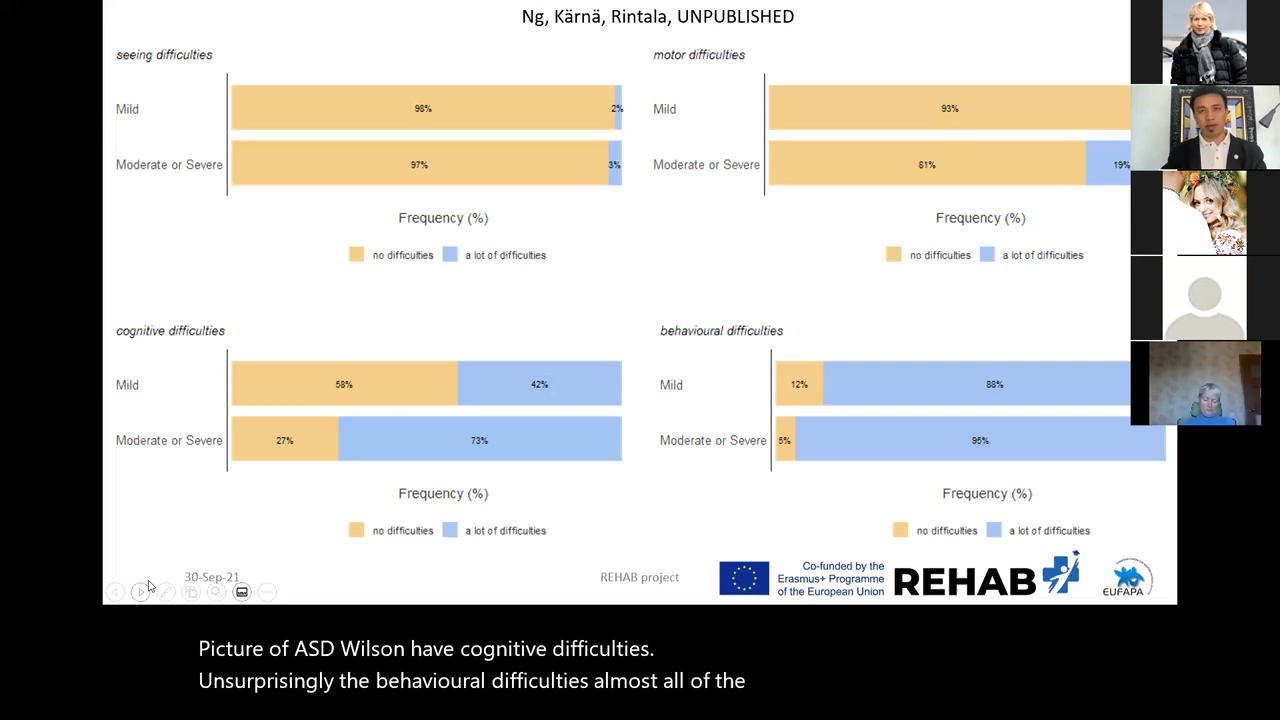 Ng, Kärnä, Rintala, UNPUBLISHED
seeing difficulties
Mild
98%
2%
Moderate or Severe
97%
3%
Frequency (%)
no difficulties
a lot of difficulties
motor difficulties
Mild
93%
Moderate or Severe
81%
19%
Frequency (%)
no difficulties
a lot of difficulties
cognitive difficulties
Mild
58%
42%
Moderate or Severe
27%
73%
Frequency (%)
no difficulties
a lot of difficulties
behavioural difficulties
Mild
12%
88%
Moderate or Severe
5%
95%
Frequency (%)
no difficulties
a lot of difficulties
30-Sep-21
REHAB project
Co-funded by the
Erasmus+ Programme
of the European Union
REHAB
EUFAPA
Picture of ASD Wilson have cognitive difficulties.
Unsurprisingly the behavioural difficulties almost all of the